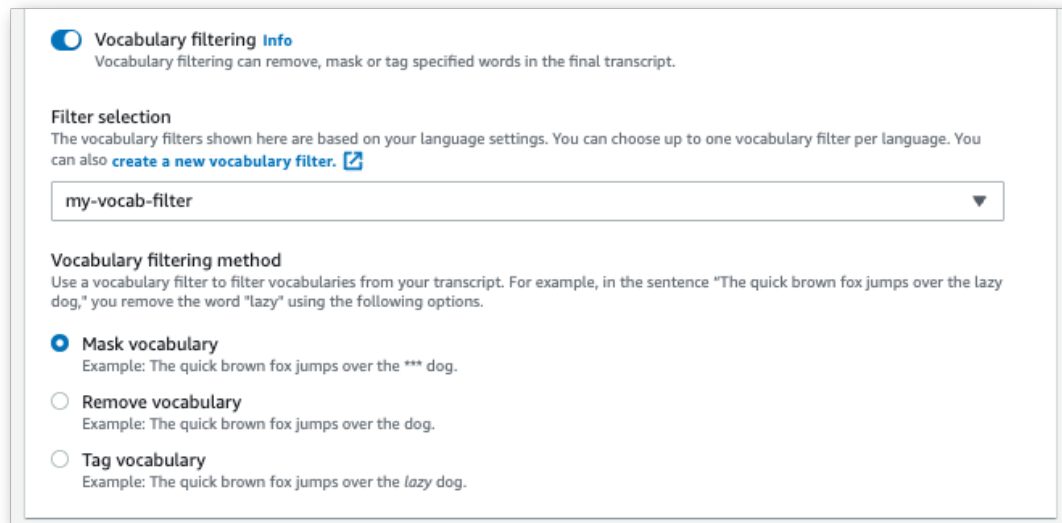 Vocabulary filtering Info
Vocabulary filtering can remove, mask or tag specified words in the final transcript.
Filter selection
The vocabulary filters shown here are based on your language settings. You can choose up to one vocabulary filter per language. You
can also create a new vocabulary filter.
my-vocab-filter
Vocabulary filtering method
Use a vocabulary filter to filter vocabularies from your transcript. For example, in the sentence "The quick brown fox jumps over the lazy
dog," you remove the word "lazy" using the following options.
Mask vocabulary
Example: The quick brown fox jumps over the *** dog.
Remove vocabulary
Example: The quick brown fox jumps over the dog.
Tag vocabulary
Example: The quick brown fox jumps over the lazy dog.